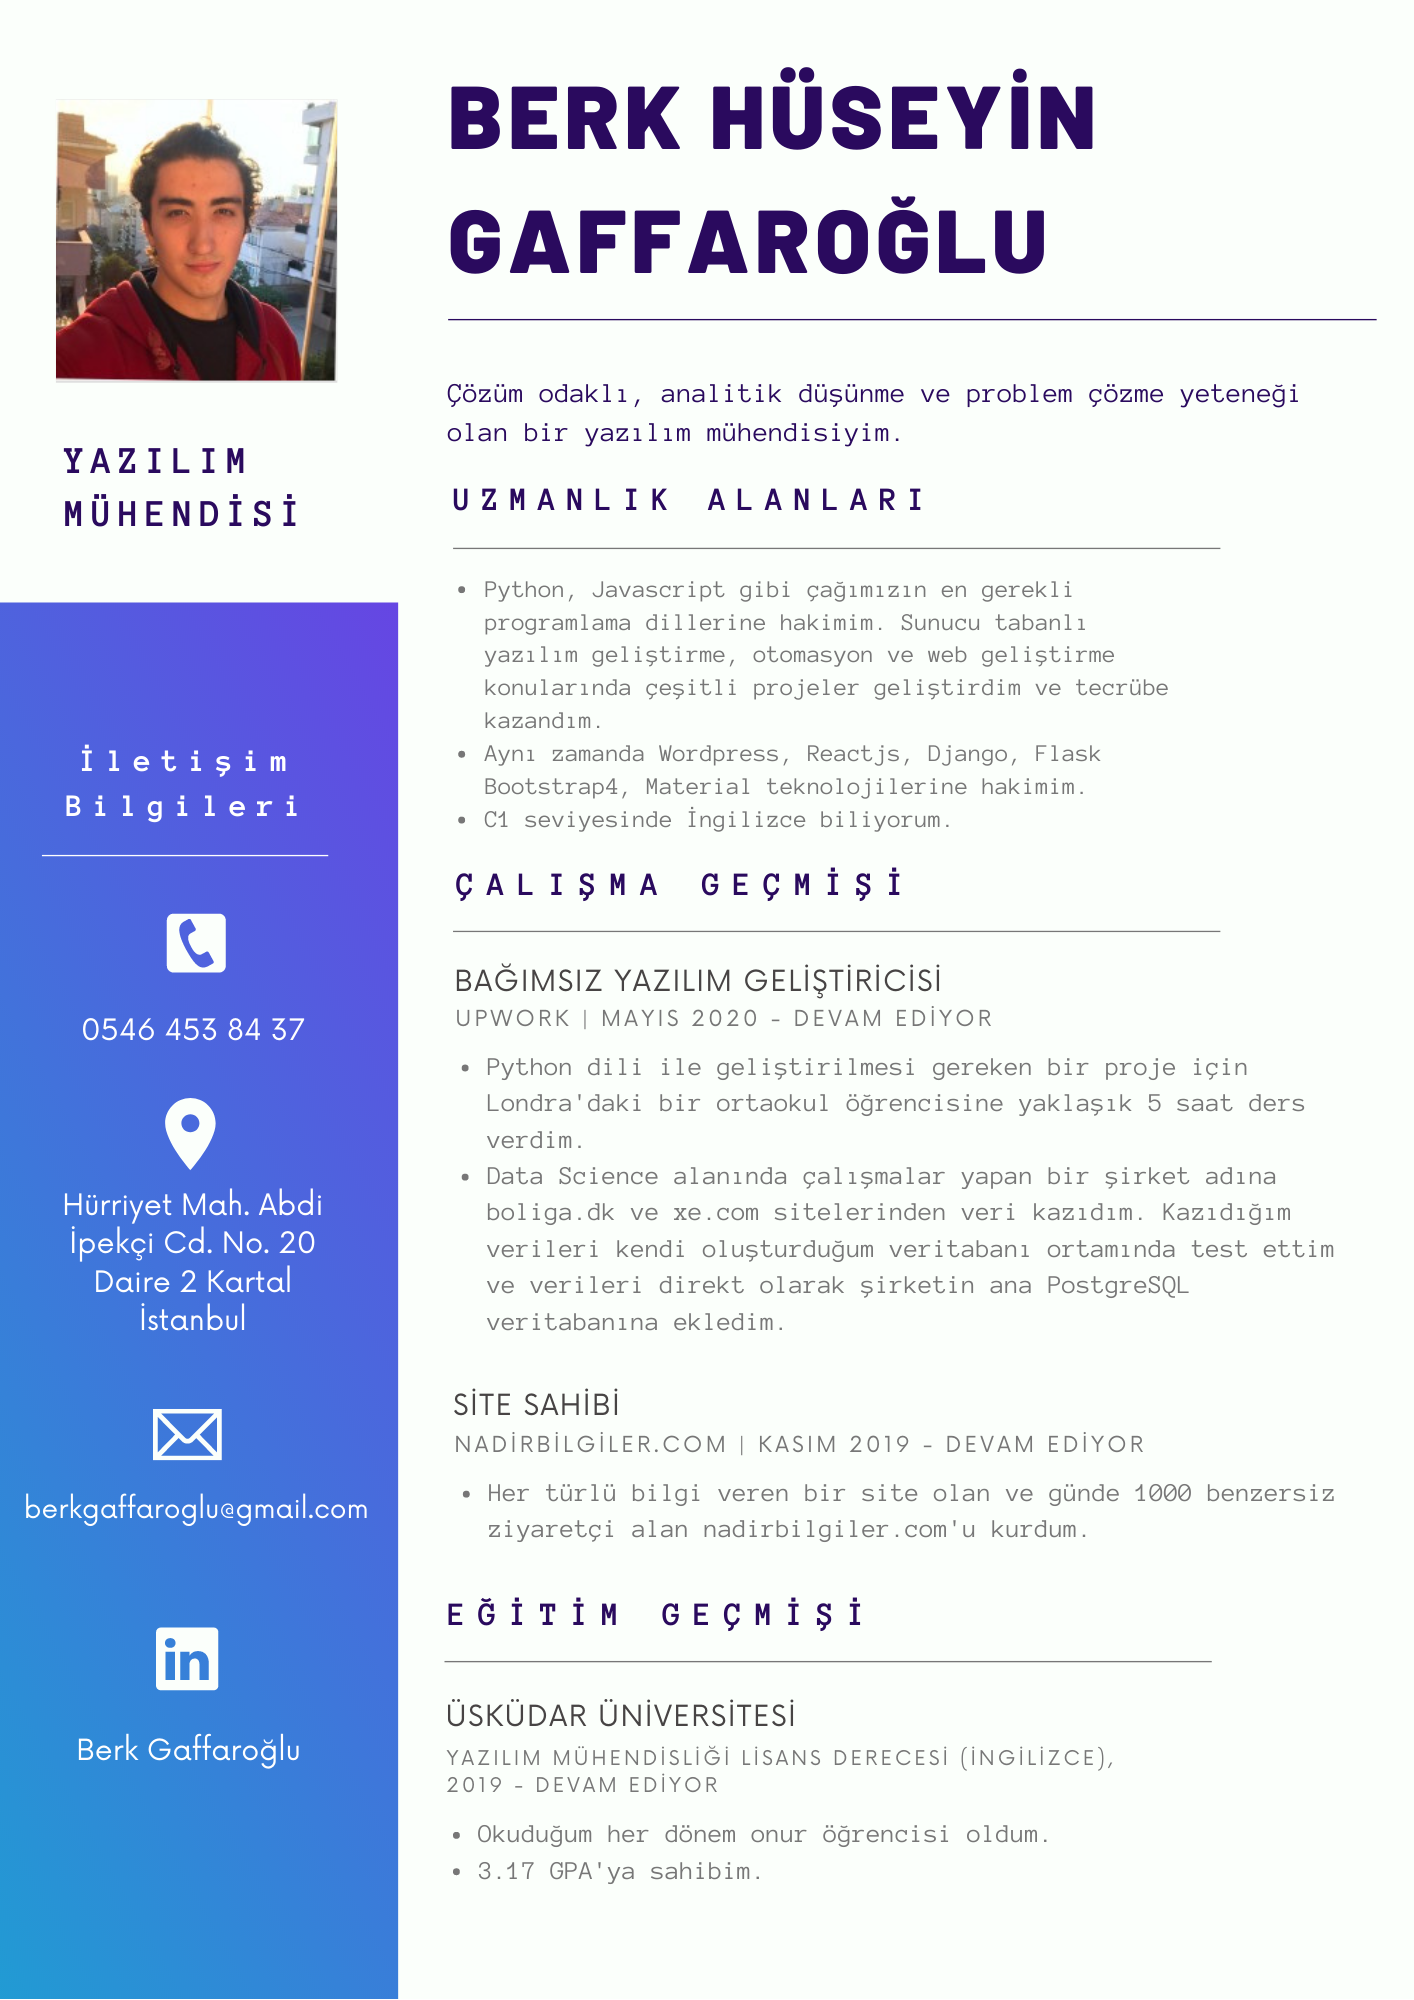 BERK HÜSEYİN
GAFFAROĞLU
YAZILIM
MÜHENDİSİ
İletişim
Bilgileri
0546 453 84 37
Hürriyet Mah. Abdi
İpekçi Cd. No. 20
Daire 2 Kartal
İstanbul
berkgaffaroglu@gmail.com
in
Berk Gaffaroğlu
Çözüm odaklı, analitik düşünme ve problem çözme yeteneği
olan bir yazılım mühendisiyim.
UZMANLIK ALANLARI
• Python, Javascript gibi çağımızın en gerekli
programlama dillerine hakimim. Sunucu tabanlı
yazılım geliştirme, otomasyon ve web geliştirme
konularında çeşitli projeler geliştirdim ve tecrübe
kazandım.
• Aynı zamanda Wordpress, Reactjs, Django, Flask
Bootstrap4, Material teknolojilerine hakimim.
• C1 seviyesinde İngilizce biliyorum.
ÇALIŞMA GEÇMİŞİ
BAĞIMSIZ YAZILIM GELİŞTİRİCİSİ
UPWORK | MAYIS 2020 - DEVAM EDİYOR
• Python dili ile geliştirilmesi gereken bir proje için
Londra'daki bir ortaokul öğrencisine yaklaşık 5 saat ders
verdim.
• Data Science alanında çalışmalar yapan bir şirket adına
boliga.dk ve xe.com sitelerinden veri kazıdım. Kazıdığım
verileri kendi oluşturduğum veritabanı ortamında test ettim
ve verileri direkt olarak şirketin ana PostgreSQL
veritabanına ekledim.
SİTE SAHİBİ
NADİRBİLGİLER.COM | KASIM 2019 - DEVAM EDİYOR
• Her türlü bilgi veren bir site olan ve günde 1000 benzersiz
ziyaretçi alan nadirbilgiler.com'u kurdum.
EĞİTİM GEÇMİŞİ
ÜSKÜDAR ÜNİVERSİTESİ
YAZILIM MÜHENDİSLİĞİ LİSANS DERECESİ (İNGİLİZCE),
2019 - DEVAM EDİYOR
• Okuduğum her dönem onur öğrencisi oldum.
• 3.17 GPA'ya sahibim.